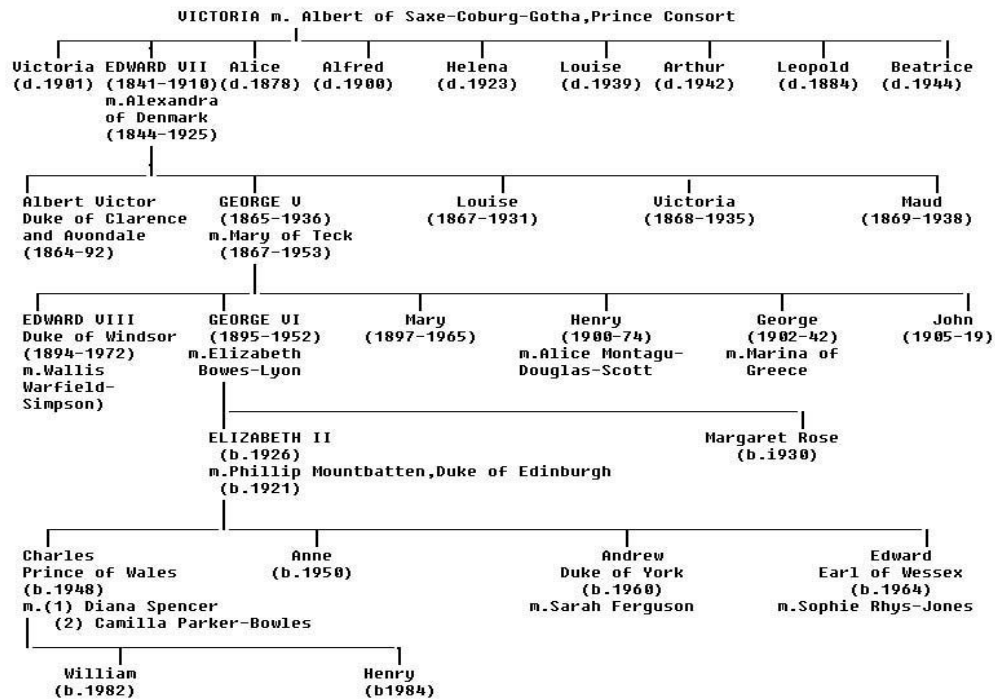 VICTORIA m. Albert of Saxe-Coburg-Gotha,Prince Consort
Victoria EDWARD VII Alice Alfred Helena Louise Arthur Leopold Beatrice
(d.1901) (1841-1910) (d.1878) (d.1900) (d.1923) (d.1939) (d.1942) (d.1884) (d.1944)
m.Alexandra
of Denmark
(1844-1925)
Albert Victor GEORGE V Louise Victoria Maud
Duke of Clarence (1865-1936) (1867-1931) (1868-1935) (1869-1938)
and Avondale m.Mary of Teck
(1864-92) (1867-1953)
EDWARD VIII GEORGE VI Mary Henry George John
Duke of Windsor (1895-1952) (1897-1965) (1900-74) (1902-42) (1905-19)
(1894-1972) m.Elizabeth m.Alice Montagu- m.Marina of
m.Wallis Bowes-Lyon Douglas-Scott Greece
Warfield-
Simpson)
ELIZABETH II Margaret Rose
(b.1926) (b.i930)
m.Phillip Mountbatten,Duke of Edinburgh
(b.1921)
Charles Anne Andrew Edward
Prince of Wales (b.1950) Duke of York Earl of Wessex
(b.1948) (b.1960) (b.1964)
m.(1) Diana Spencer m.Sarah Ferguson m.Sophie Rhys-Jones
(2) Camilla Parker-Bowles
William Henry
(b.1982) (b1984)